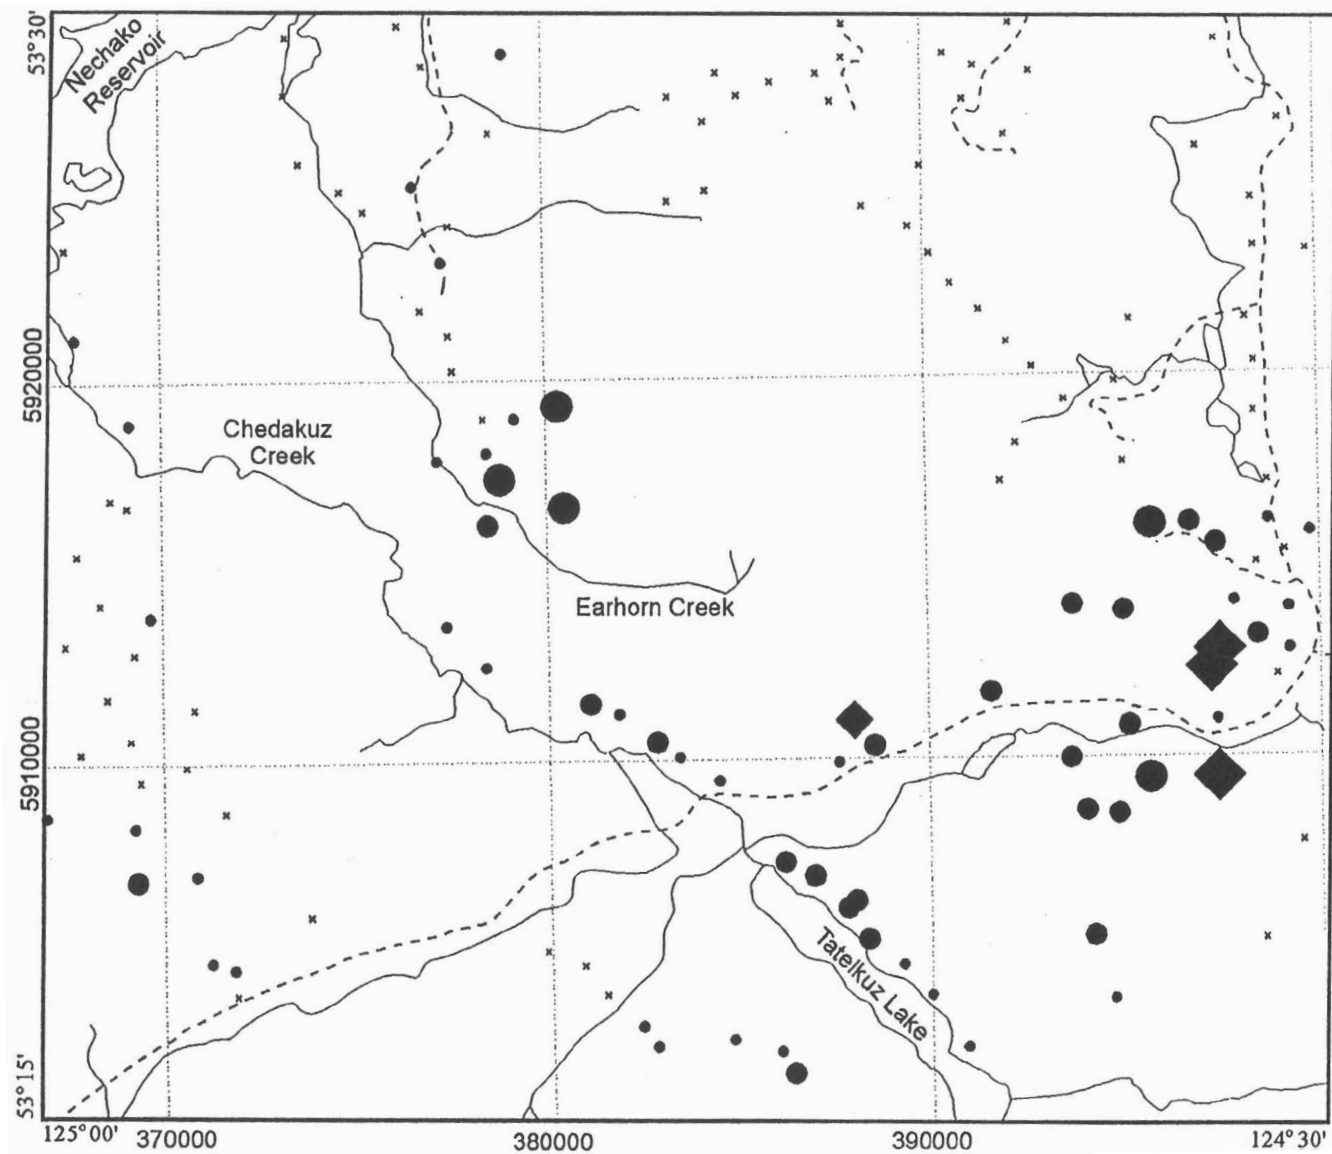 53° 30'
Nechako
Reservoir
5920000
Chedakuz
Creek
Earhorn Creek
5910000
Tatelkuz Lake
53° 15'
125° 00'
370000
380000
390000
124° 30'